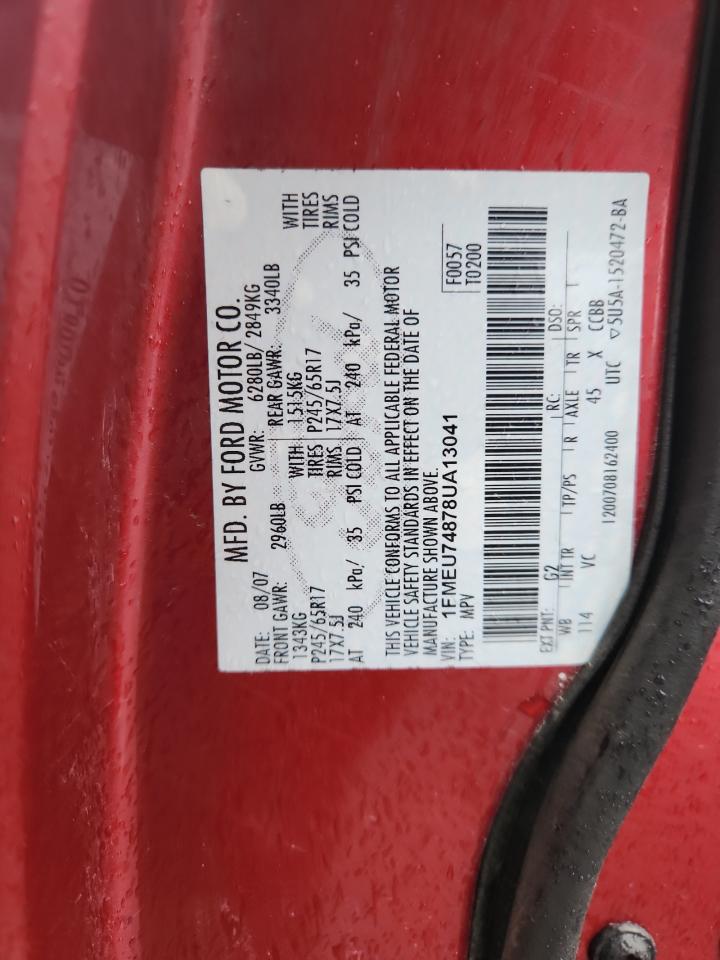 MFD. BY FORD MOTOR CO.
DATE: 08/07 GVWR: 6280LB/ 2849KG
FRONT GAWR: 2960LB REAR GAWR: 3340LB
1343KG WITH 1515KG WITH
P245/65R17 TIRES P245/65R17 TIRES
17X7.5J RIMS 17X7.5J RIMS
AT 240 kPa/ 35 PSI COLD AT 240 kPa/ 35 PSI COLD
THIS VEHICLE CONFORMS TO ALL APPLICABLE FEDERAL MOTOR
VEHICLE SAFETY STANDARDS IN EFFECT ON THE DATE OF
MANUFACTURE SHOWN ABOVE.
VIN: 1FMEU74878UA13041 F0057
TYPE: MPV T0200
EXT PNT: G2 RC: DSO:
WB INT TR TP/PS R AXLE TR SPR
114 VC 45 X CCBB
1200708162400 UTC ▽5U5A-1520472-BA